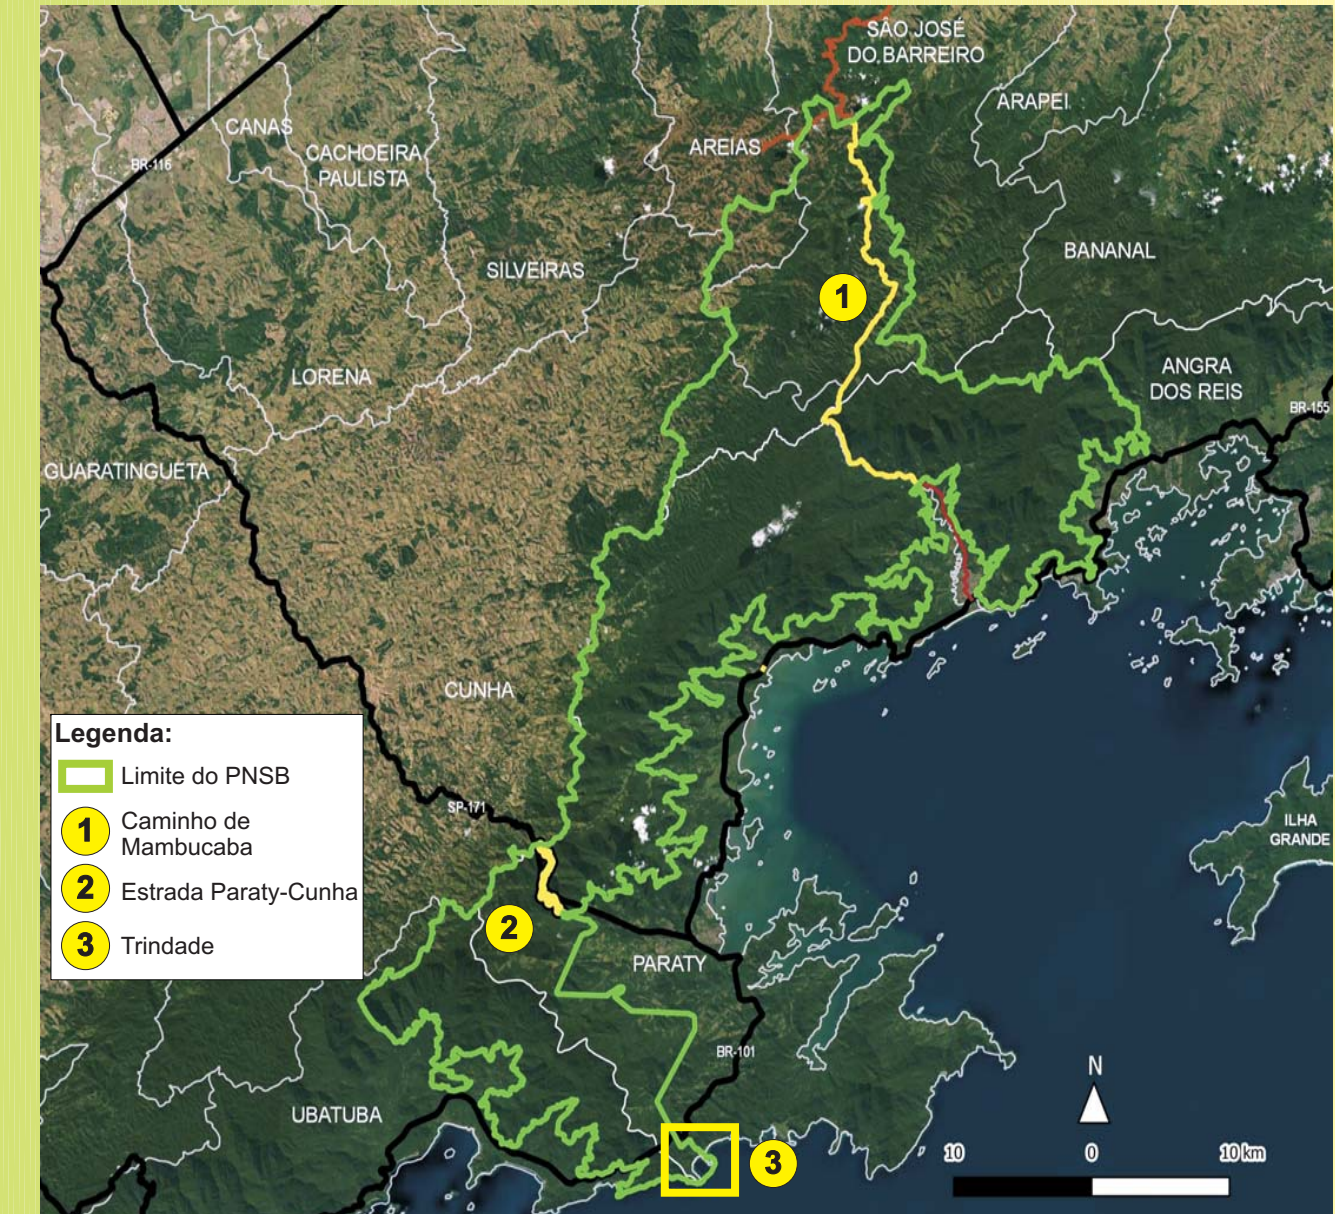 SÃO JOSÉ
DO BARREIRO
ARAPEI
CANAS
AREIAS
CACHOEIRA
PAULISTA
BR-116
BANANAL
SILVEIRAS
1
ANGRA
DOS REIS
LORENA
BR-155
GUARATINGUETA
CUNHA
Legenda:
Limite do PNSB
1 Caminho de
Mambucaba
2 Estrada Paraty-Cunha
3 Trindade
SP-171
ILHA
GRANDE
2
PARATY
BR-101
N
UBATUBA
3
10 0 10 km